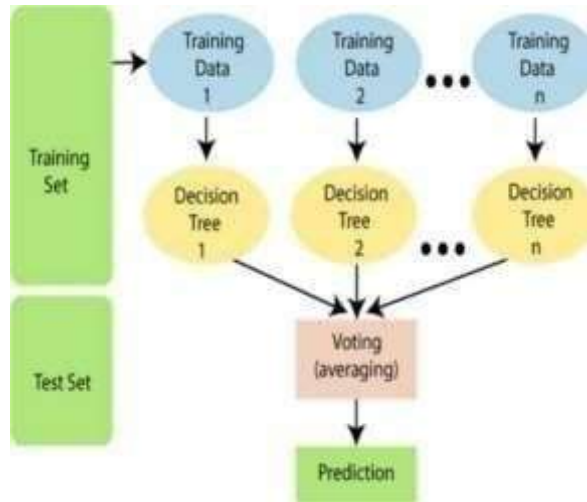 Training
Data
1
Training
Data
2
Training
Data
n
Training
Set
Decision
Tree
1
Decision
Tree
2
Decision
Tree
n
Voting
(averaging)
Test Set
Prediction